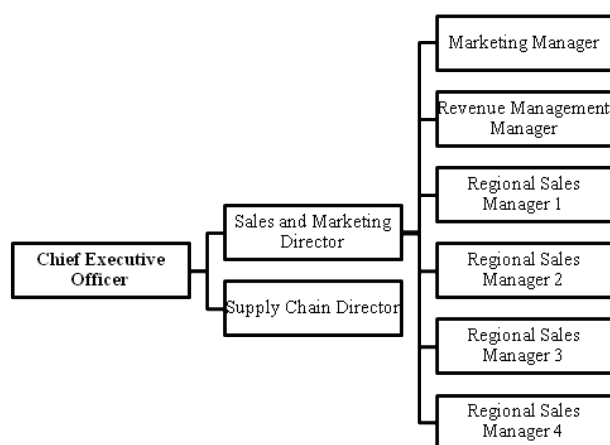 Marketing Manager
Revenue Management
Manager
Regional Sales
Manager 1
Sales and Marketing
Director
Chief Executive
Officer
Regional Sales
Manager 2
Supply Chain Director
Regional Sales
Manager 3
Regional Sales
Manager 4